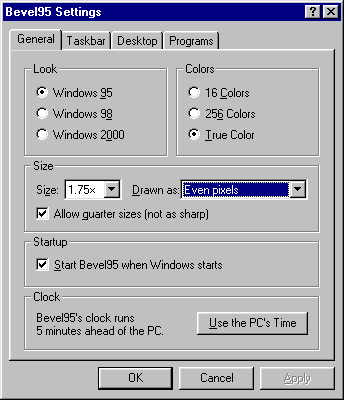 Bevel95 Settings
General
Taskbar
Desktop
Programs
Look
Colors
Windows 95
16 Colors
Windows 98
256 Colors
Windows 2000
True Color
Size
Size:
1.75×
Drawn as:
Even pixels
Allow quarter sizes (not as sharp)
Startup
Start Bevel95 when Windows starts
Clock
Bevel95's clock runs
5 minutes ahead of the PC.
Use the PC's Time
OK
Cancel
Apply